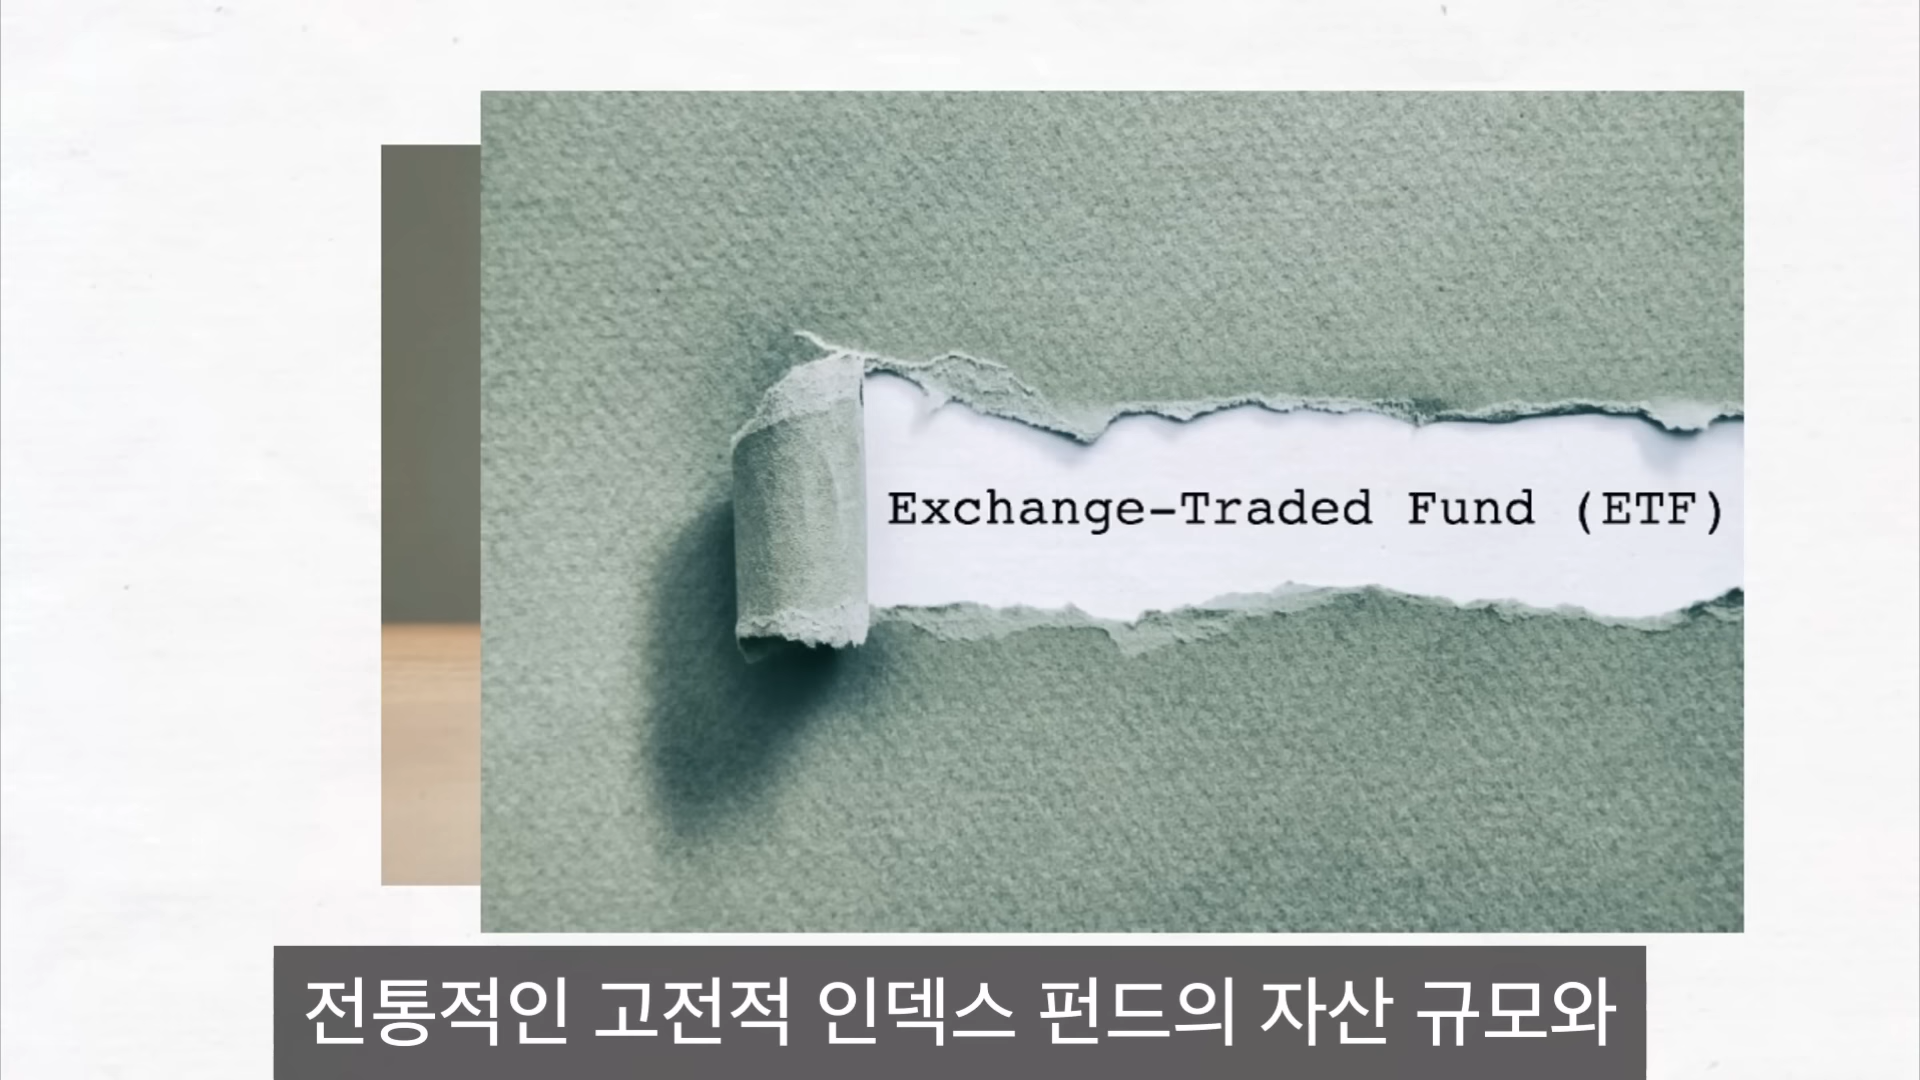 Exchange-Traded Fund (ETF)
전통적인 고전적 인덱스 펀드의 자산 규모와